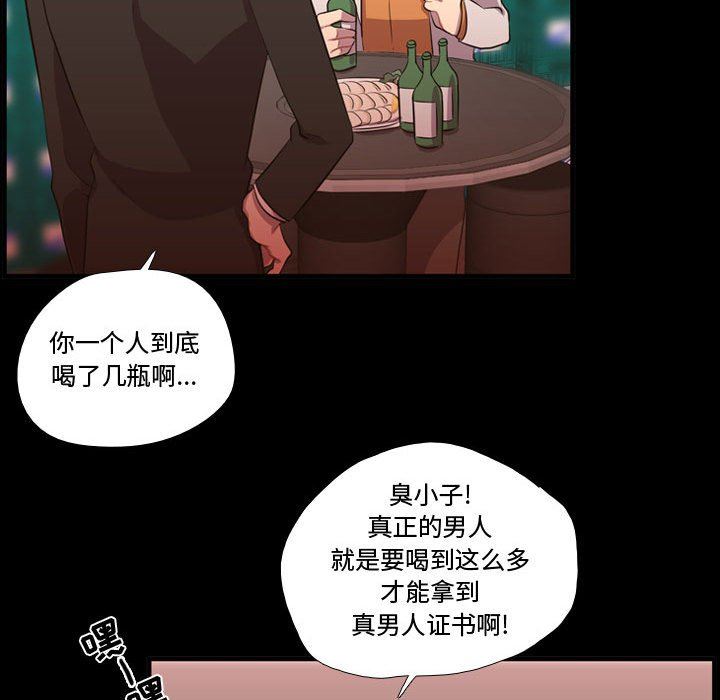 你一个人到底
喝了几瓶啊...
臭小子!
真正的男人
就是要喝到这么多
才能拿到
真男人证书啊!
嘿
嘿